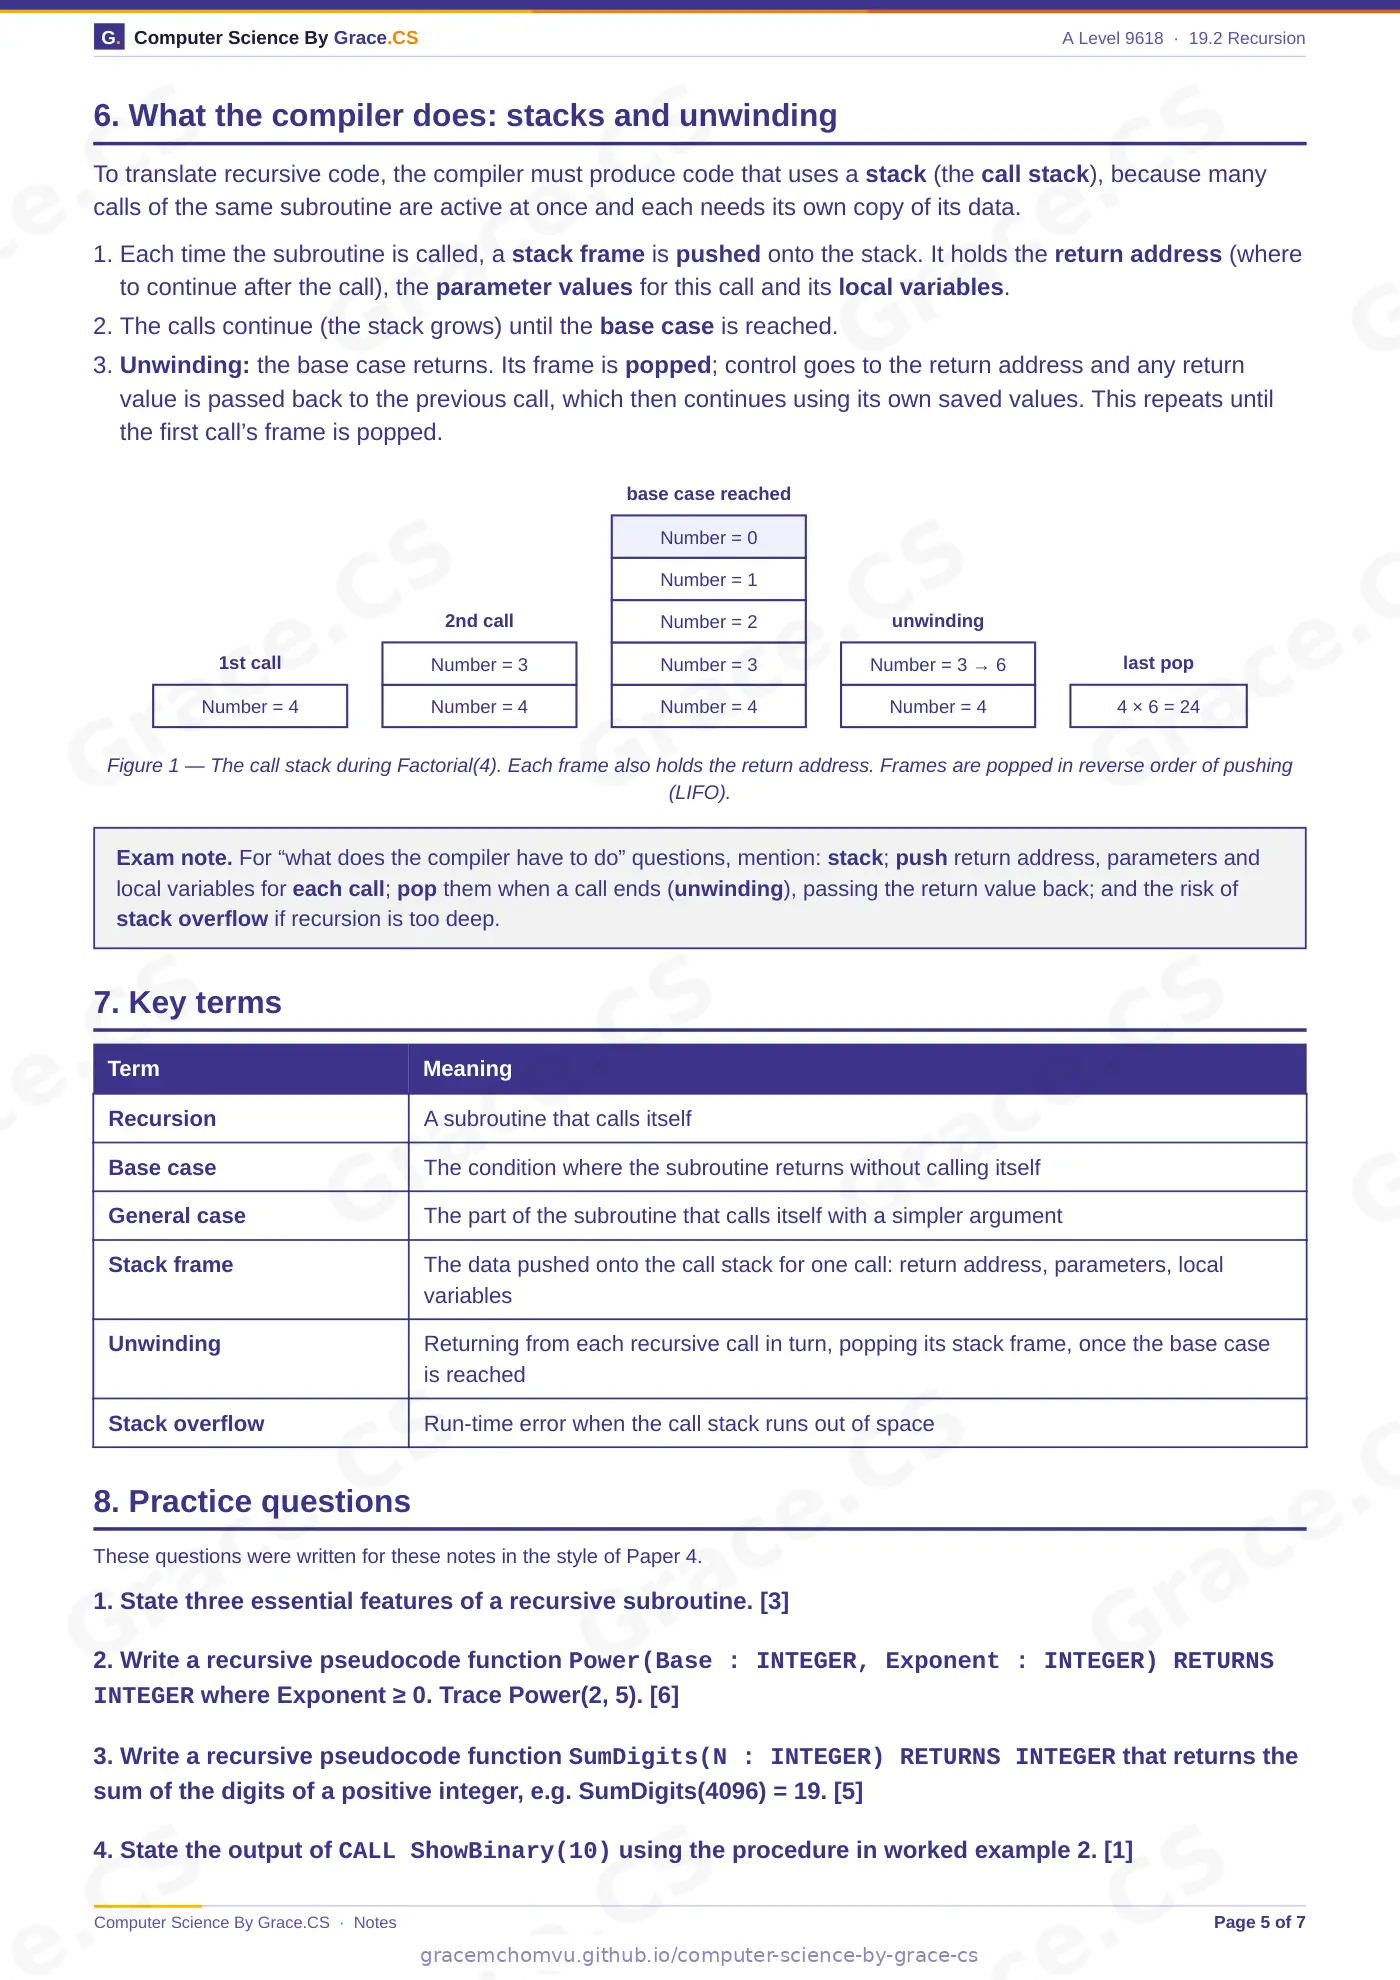 G. Computer Science By Grace.CS
A Level 9618 · 19.2 Recursion
6. What the compiler does: stacks and unwinding
To translate recursive code, the compiler must produce code that uses a stack (the call stack), because many
calls of the same subroutine are active at once and each needs its own copy of its data.
1. Each time the subroutine is called, a stack frame is pushed onto the stack. It holds the return address (where
to continue after the call), the parameter values for this call and its local variables.
2. The calls continue (the stack grows) until the base case is reached.
3. Unwinding: the base case returns. Its frame is popped; control goes to the return address and any return
value is passed back to the previous call, which then continues using its own saved values. This repeats until
the first call’s frame is popped.
1st call
Number = 4
2nd call
Number = 3
Number = 4
base case reached
Number = 0
Number = 1
Number = 2
Number = 3
Number = 4
unwinding
Number = 3 → 6
Number = 4
last pop
4 × 6 = 24
Figure 1 — The call stack during Factorial(4). Each frame also holds the return address. Frames are popped in reverse order of pushing
(LIFO).
Exam note. For “what does the compiler have to do” questions, mention: stack; push return address, parameters and
local variables for each call; pop them when a call ends (unwinding), passing the return value back; and the risk of
stack overflow if recursion is too deep.
7. Key terms
Term Meaning
Recursion A subroutine that calls itself
Base case The condition where the subroutine returns without calling itself
General case The part of the subroutine that calls itself with a simpler argument
Stack frame The data pushed onto the call stack for one call: return address, parameters, local
variables
Unwinding Returning from each recursive call in turn, popping its stack frame, once the base case
is reached
Stack overflow Run-time error when the call stack runs out of space
8. Practice questions
These questions were written for these notes in the style of Paper 4.
1. State three essential features of a recursive subroutine. [3]
2. Write a recursive pseudocode function Power(Base : INTEGER, Exponent : INTEGER) RETURNS
INTEGER where Exponent ≥ 0. Trace Power(2, 5). [6]
3. Write a recursive pseudocode function SumDigits(N : INTEGER) RETURNS INTEGER that returns the
sum of the digits of a positive integer, e.g. SumDigits(4096) = 19. [5]
4. State the output of CALL ShowBinary(10) using the procedure in worked example 2. [1]
Computer Science By Grace.CS · Notes
Page 5 of 7
gracemchomvu.github.io/computer-science-by-grace-cs